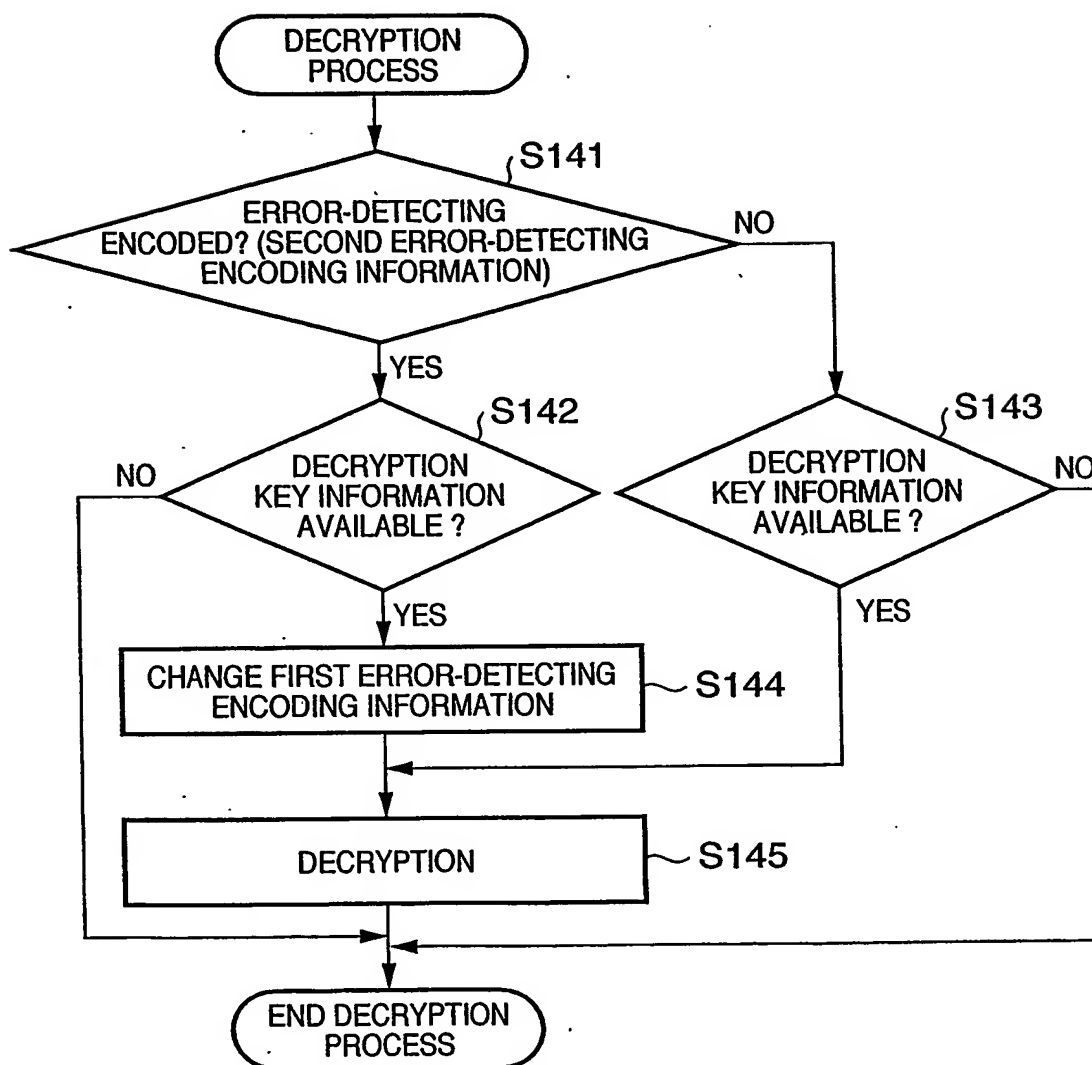 DECRYPTION
PROCESS
S141
ERROR-DETECTING
ENCODED? (SECOND ERROR-DETECTING
ENCODING INFORMATION)
NO
YES
S142
S143
NO
DECRYPTION
KEY INFORMATION
AVAILABLE ?
DECRYPTION
KEY INFORMATION
AVAILABLE ?
NO
YES
YES
CHANGE FIRST ERROR-DETECTING
ENCODING INFORMATION
S144
DECRYPTION
S145
END DECRYPTION
PROCESS